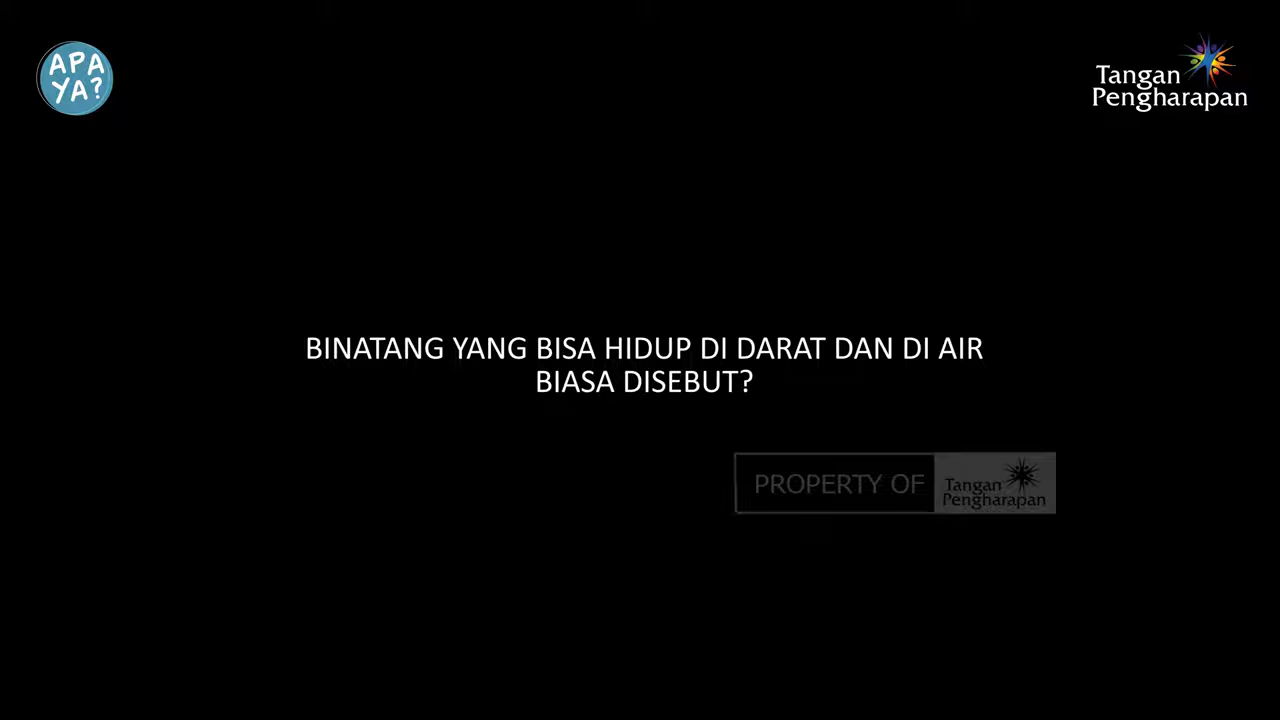 APA
YA?
Tangan
Pengharapan
BINATANG YANG BISA HIDUP DI DARAT DAN DI AIR
BIASA DISEBUT?
PROPERTY OF
Tangan
Pengharapan